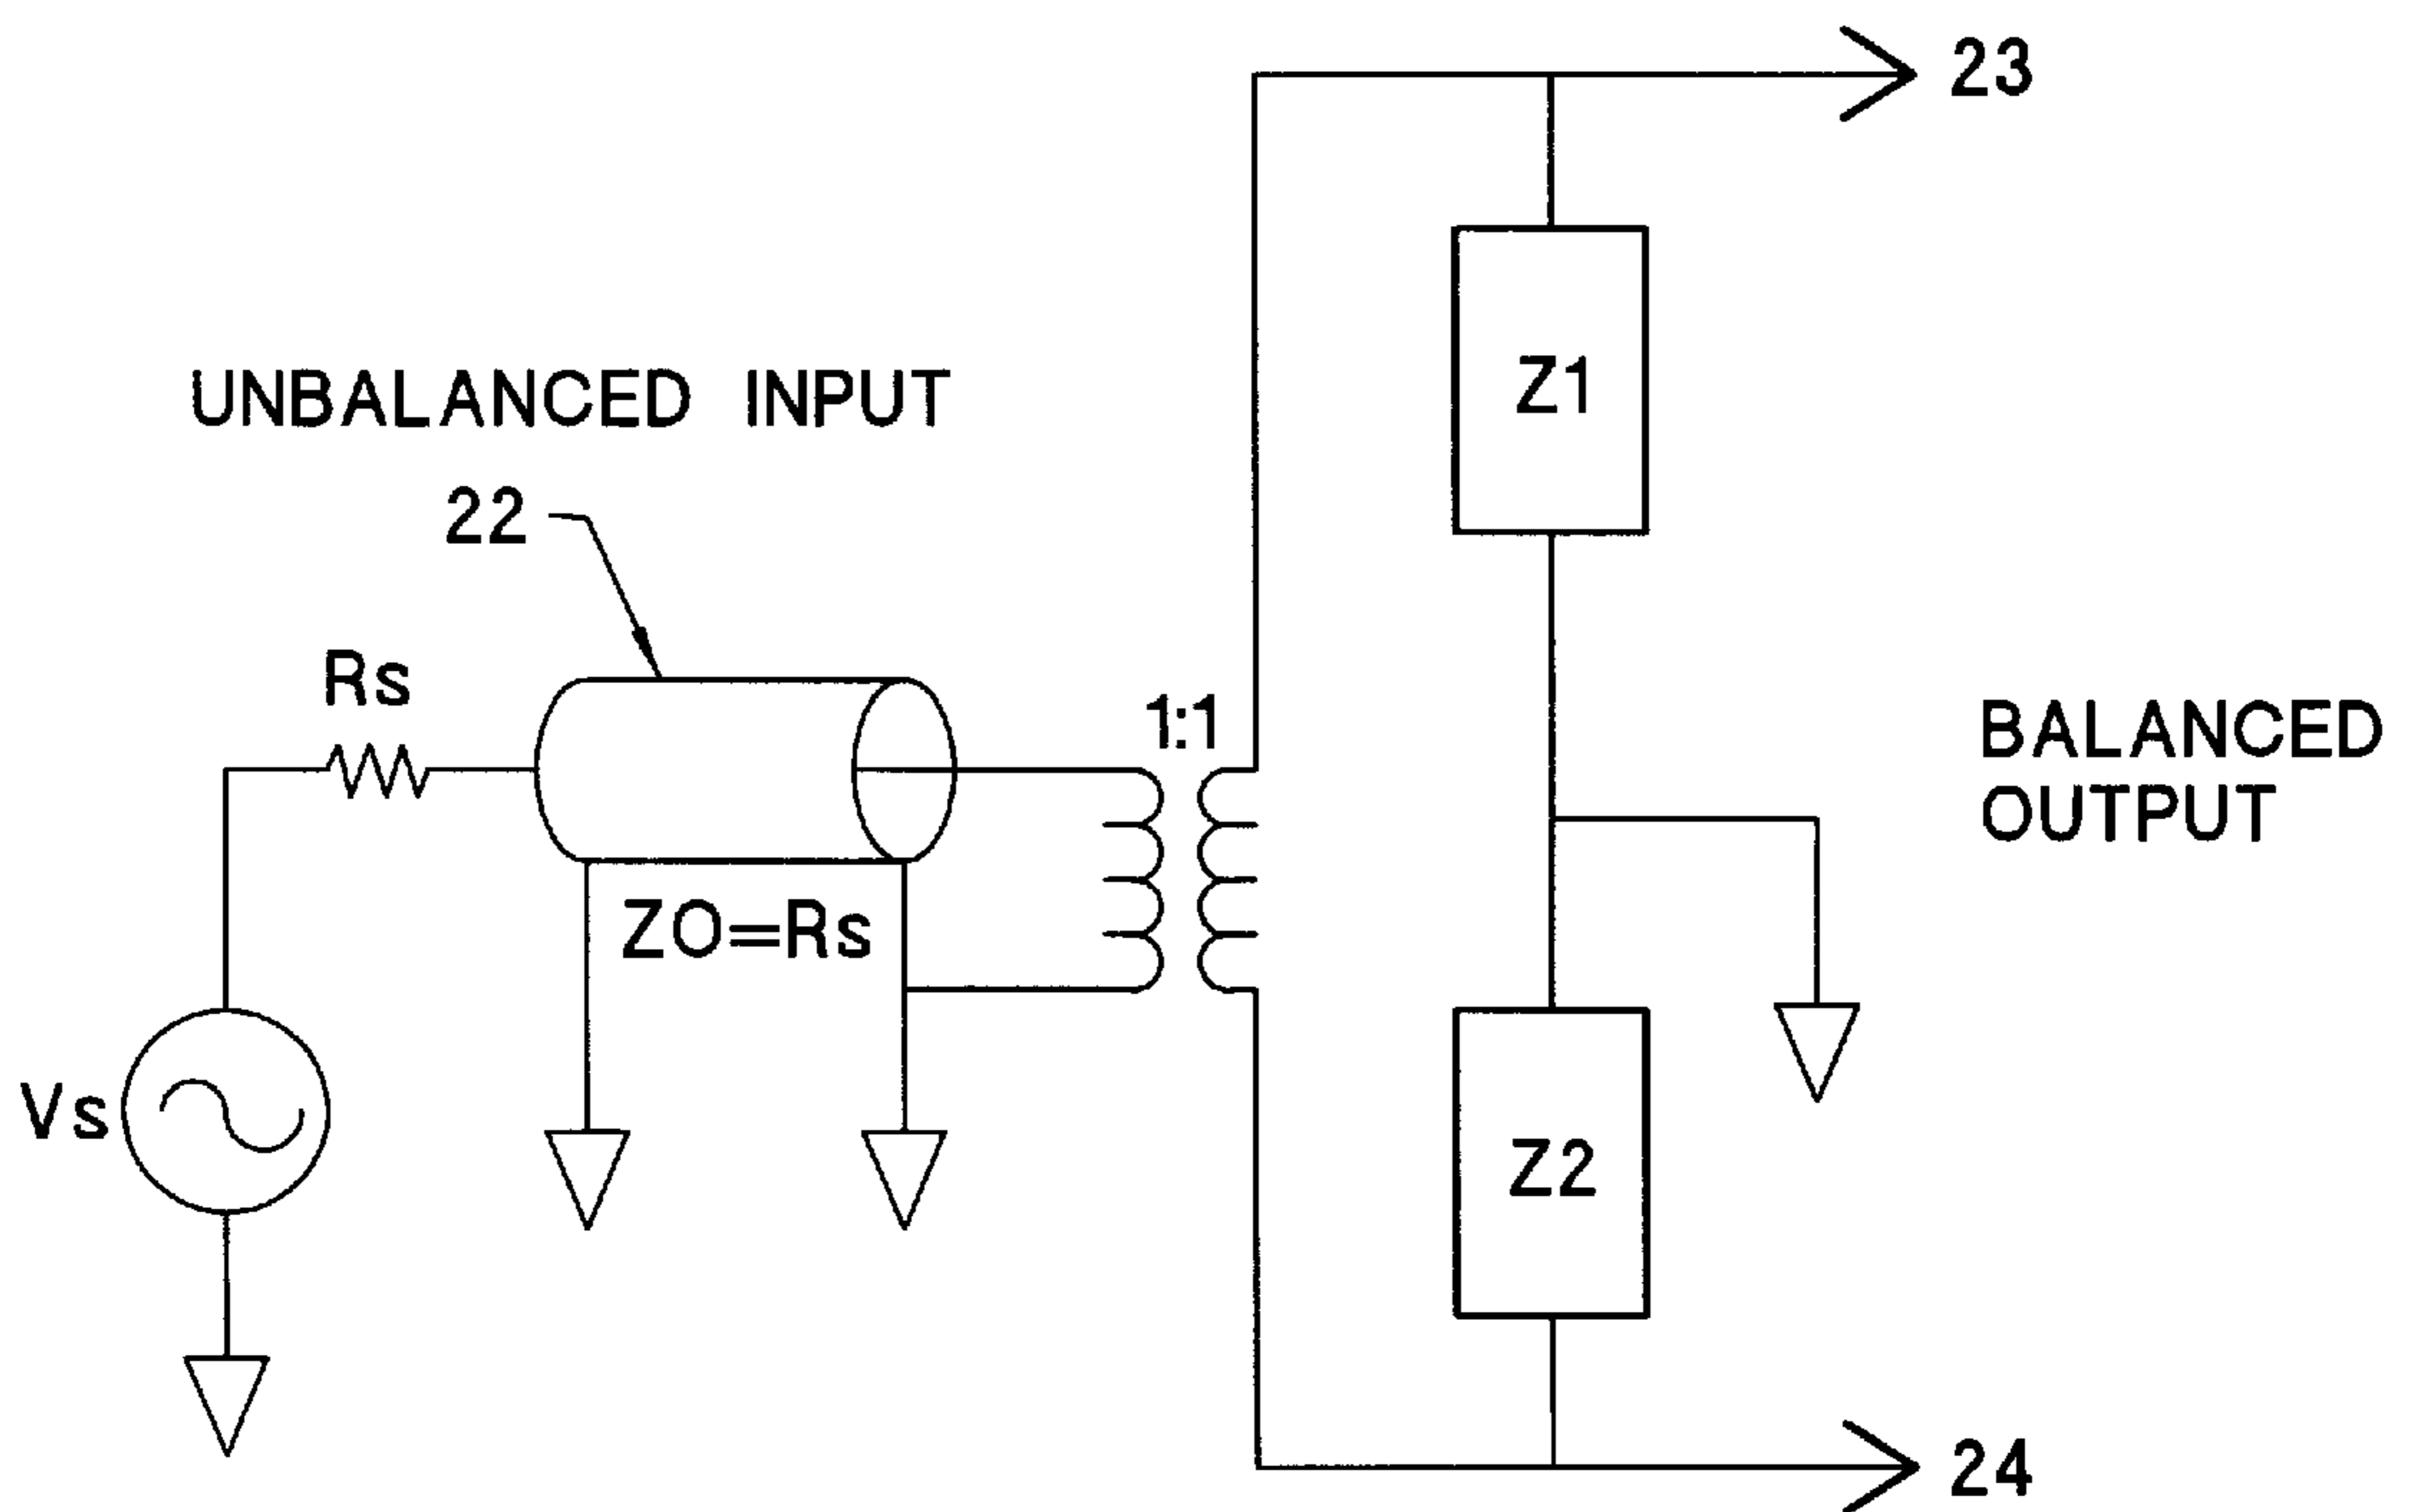 23
Z1
UNBALANCED INPUT
22
Rs
1:1
BALANCED
OUTPUT
ZO=Rs
Vs
Z2
24